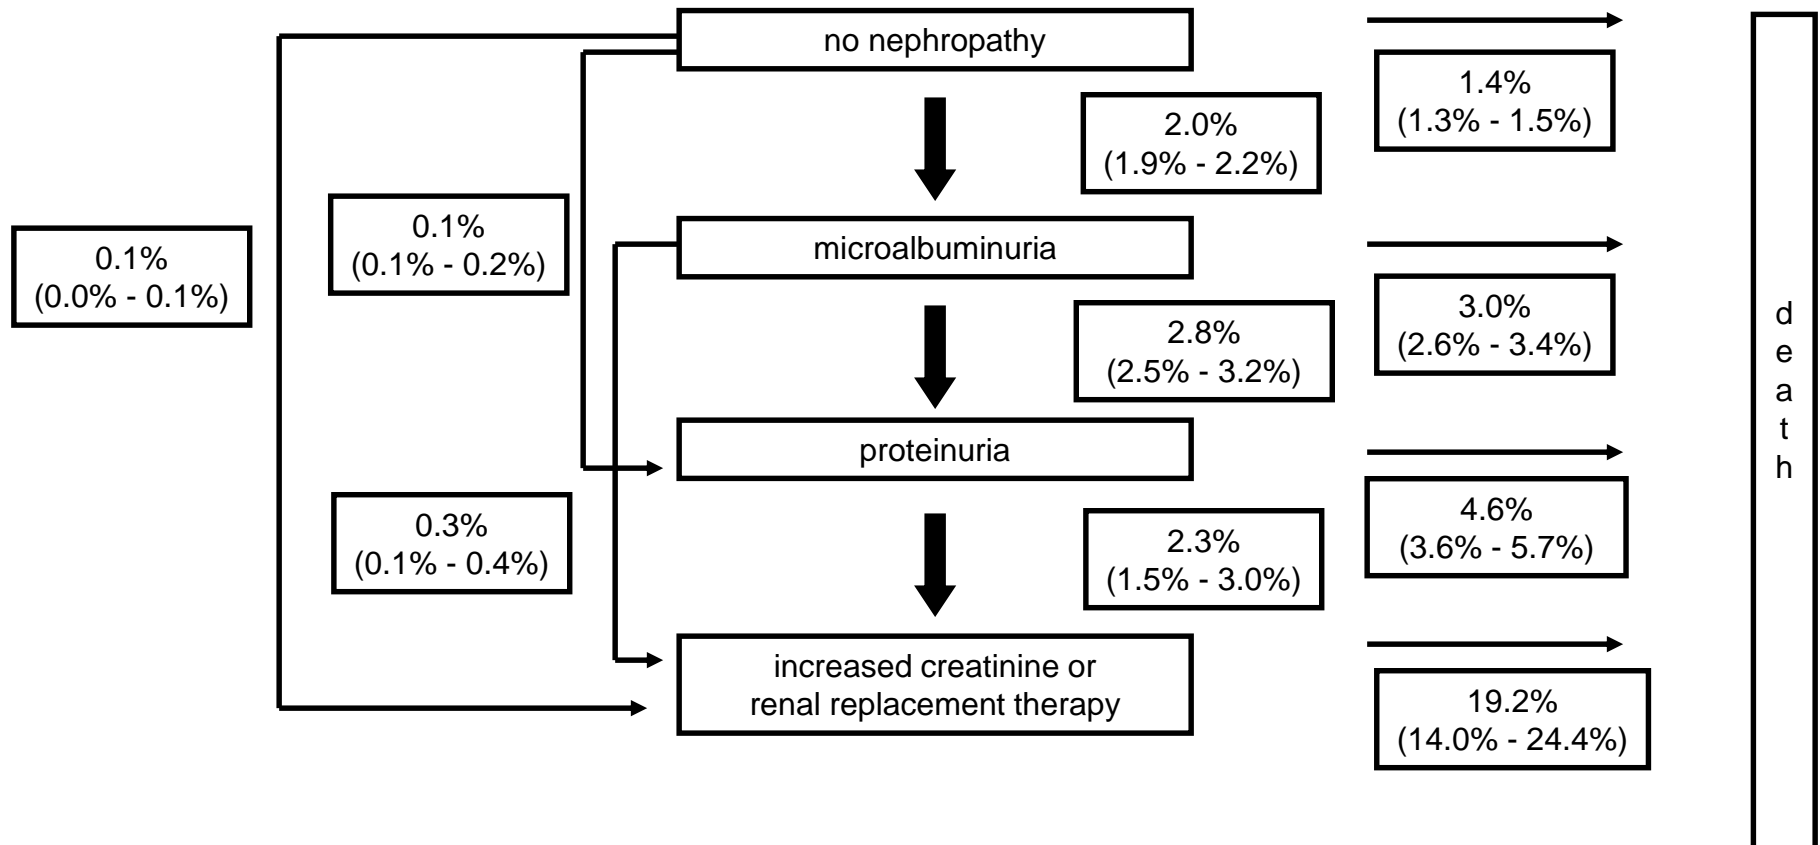 no nephropathy
1.4%
(1.3% - 1.5%)
2.0%
(1.9% - 2.2%)
0.1%
(0.1% - 0.2%)
0.1%
(0.0% - 0.1%)
microalbuminuria
3.0%
(2.6% - 3.4%)
2.8%
(2.5% - 3.2%)
proteinuria
4.6%
(3.6% - 5.7%)
0.3%
(0.1% - 0.4%)
2.3%
(1.5% - 3.0%)
increased creatinine or
renal replacement therapy
19.2%
(14.0% - 24.4%)
d
e
a
t
h